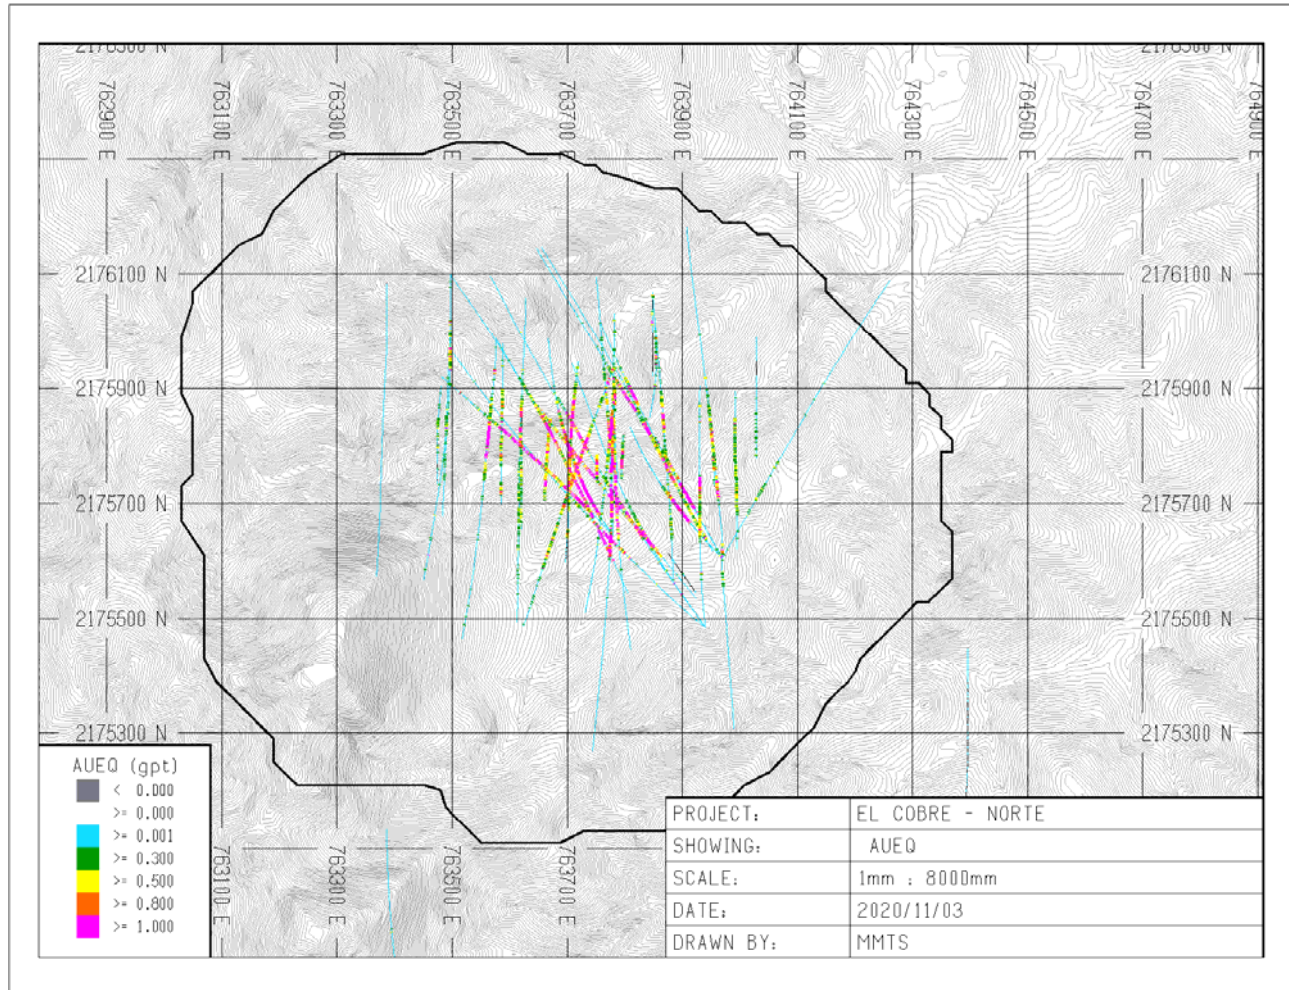 2176500 N
2176500 N
762900 E
763100 E
763300 E
763500 E
763700 E
763900 E
764100 E
764300 E
764500 E
764700 E
764900 E
2176100 N
2176100 N
2175900 N
2175900 N
2175700 N
2175700 N
2175500 N
2175500 N
2175300 N
2175300 N
AUEQ (gpt)
< 0.000
>= 0.000
>= 0.001
>= 0.300
>= 0.500
>= 0.800
>= 1.000
763100 E
763300 E
763500 E
763700 E
PROJECT: EL COBRE - NORTE
SHOWING: AUEQ
SCALE: 1mm : 8000mm
DATE: 2020/11/03
DRAWN BY: MMTS